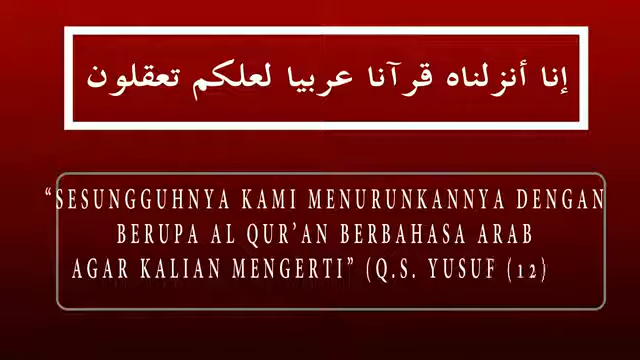 إنا أنزلناه قرآنا عربيا لعلكم تعقلون
“SESUNGGUHNYA KAMI MENURUNKANNYA DENGAN
BERUPA AL QUR’AN BERBAHASA ARAB
AGAR KALIAN MENGERTI” (Q.S. YUSUF (12)